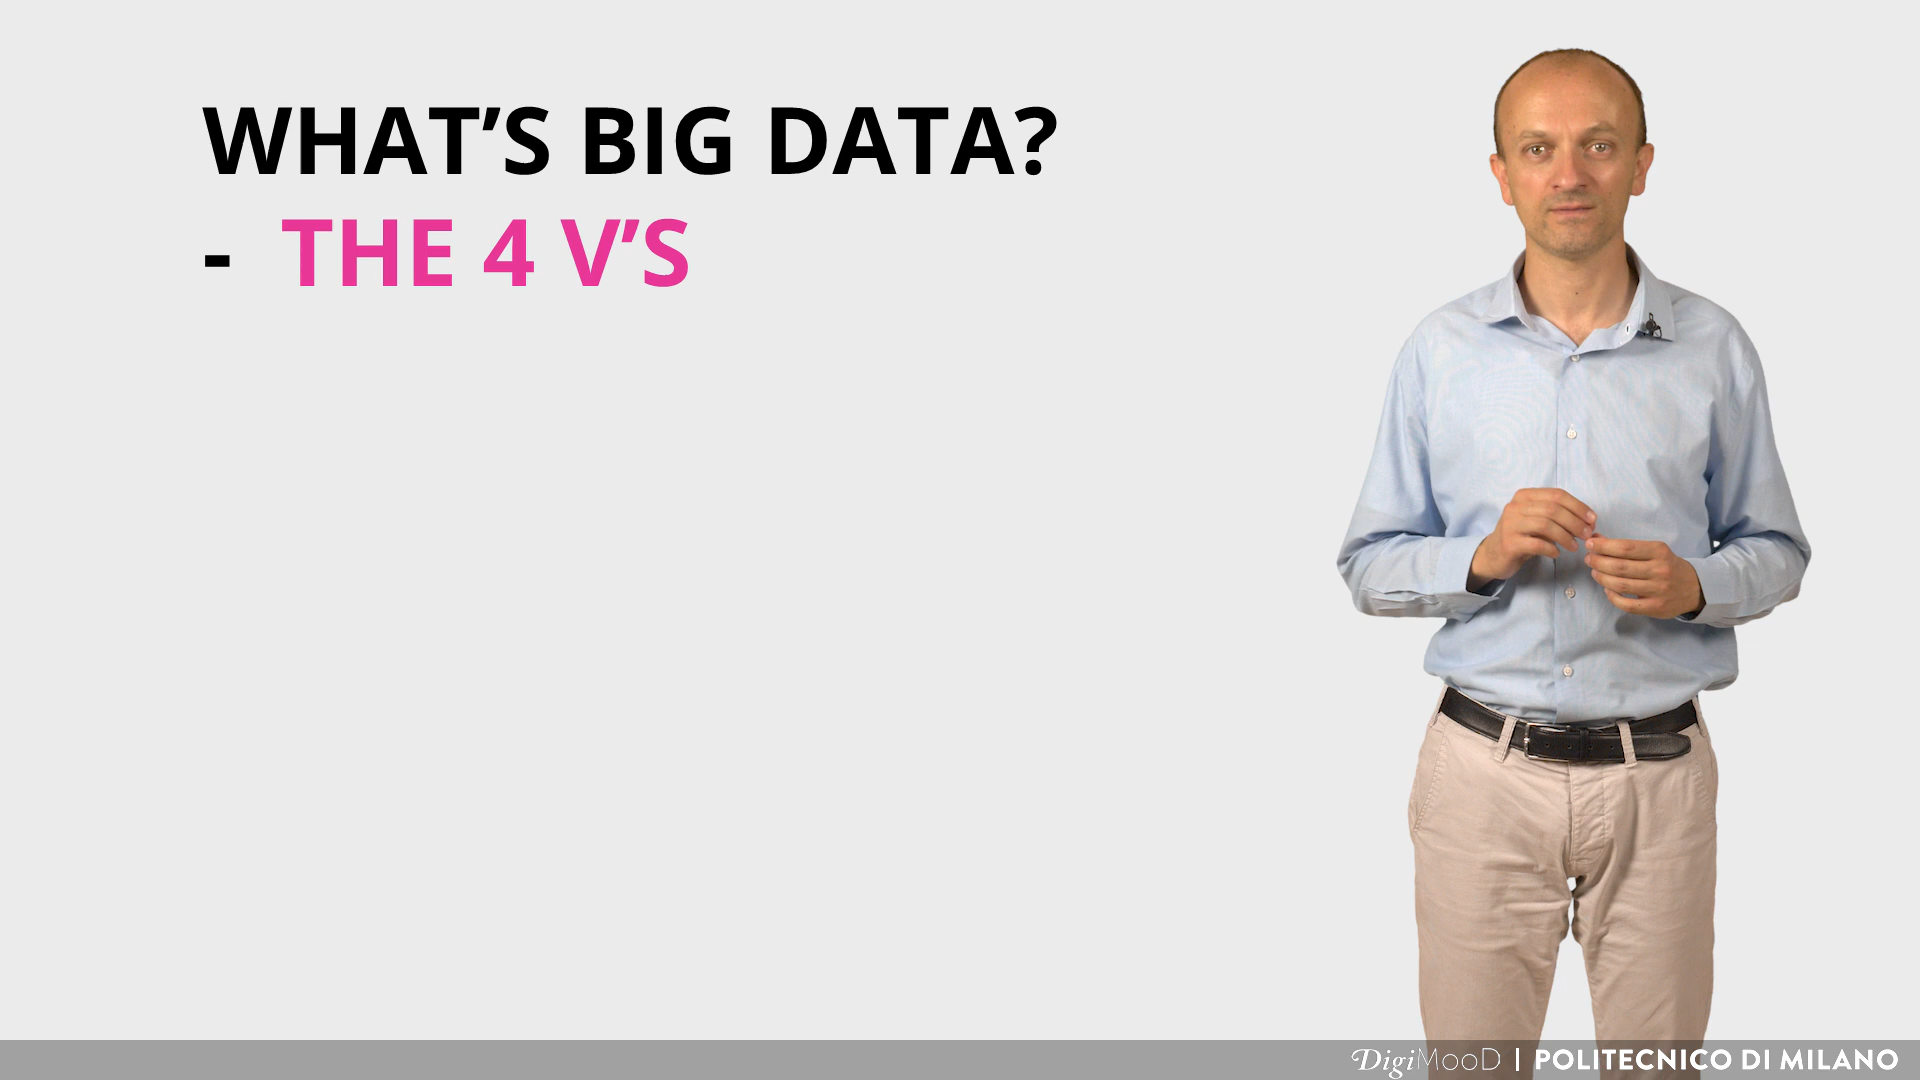 WHAT’S BIG DATA?
- THE 4 V’S
DigiMooD | POLITECNICO DI MILANO